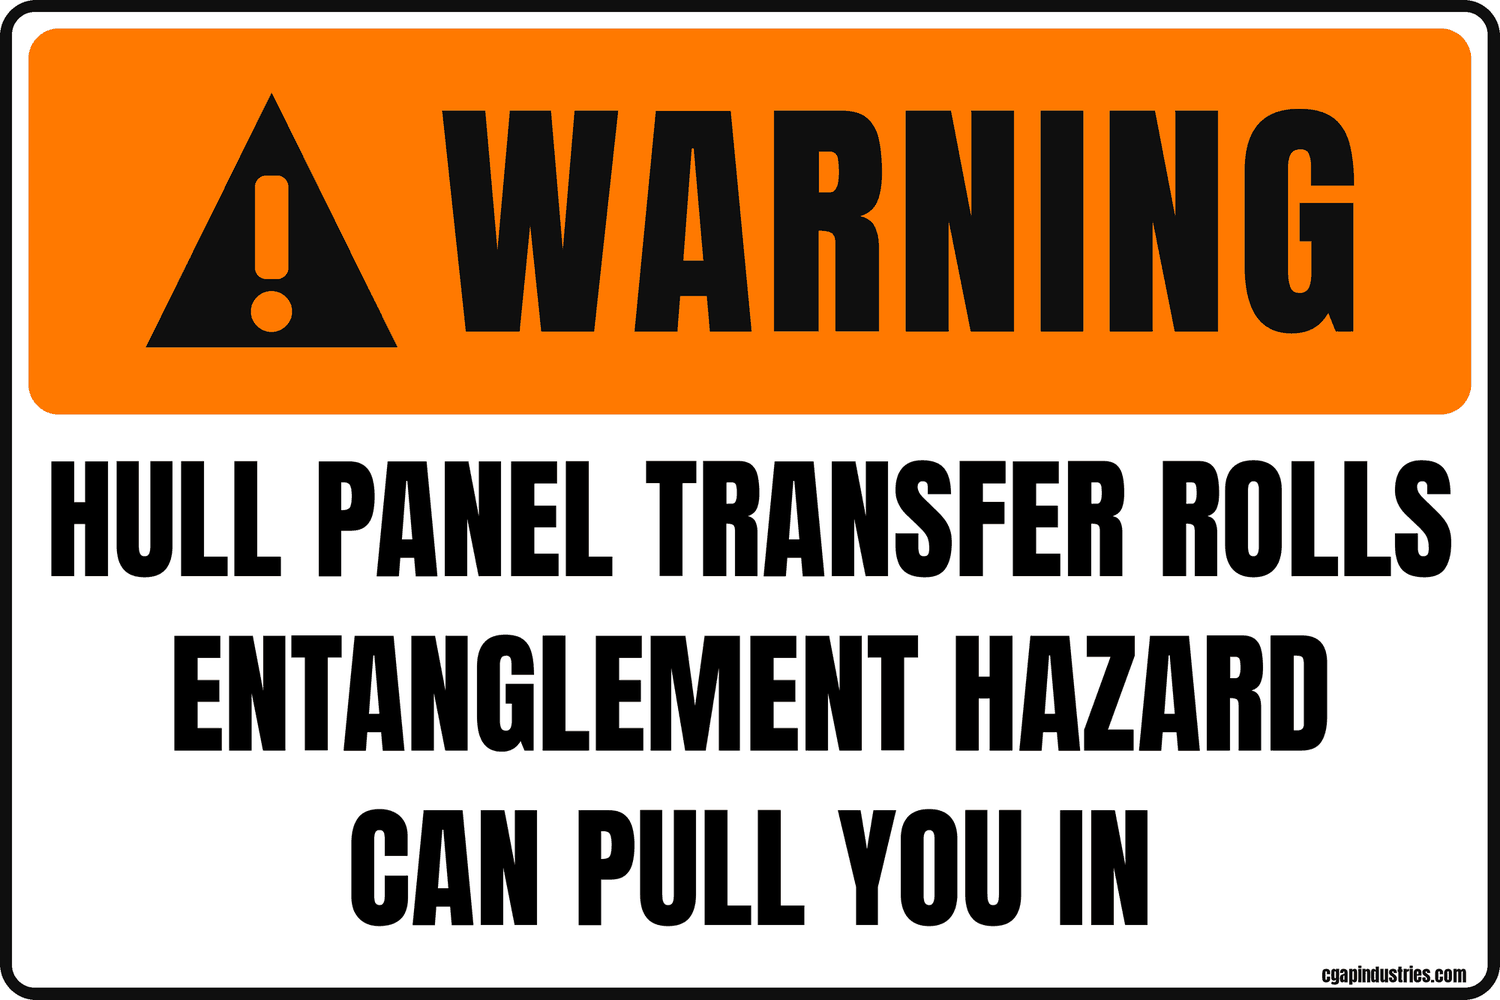 WARNING
HULL PANEL TRANSFER ROLLS
ENTANGLEMENT HAZARD
CAN PULL YOU IN
cgapindustries.com